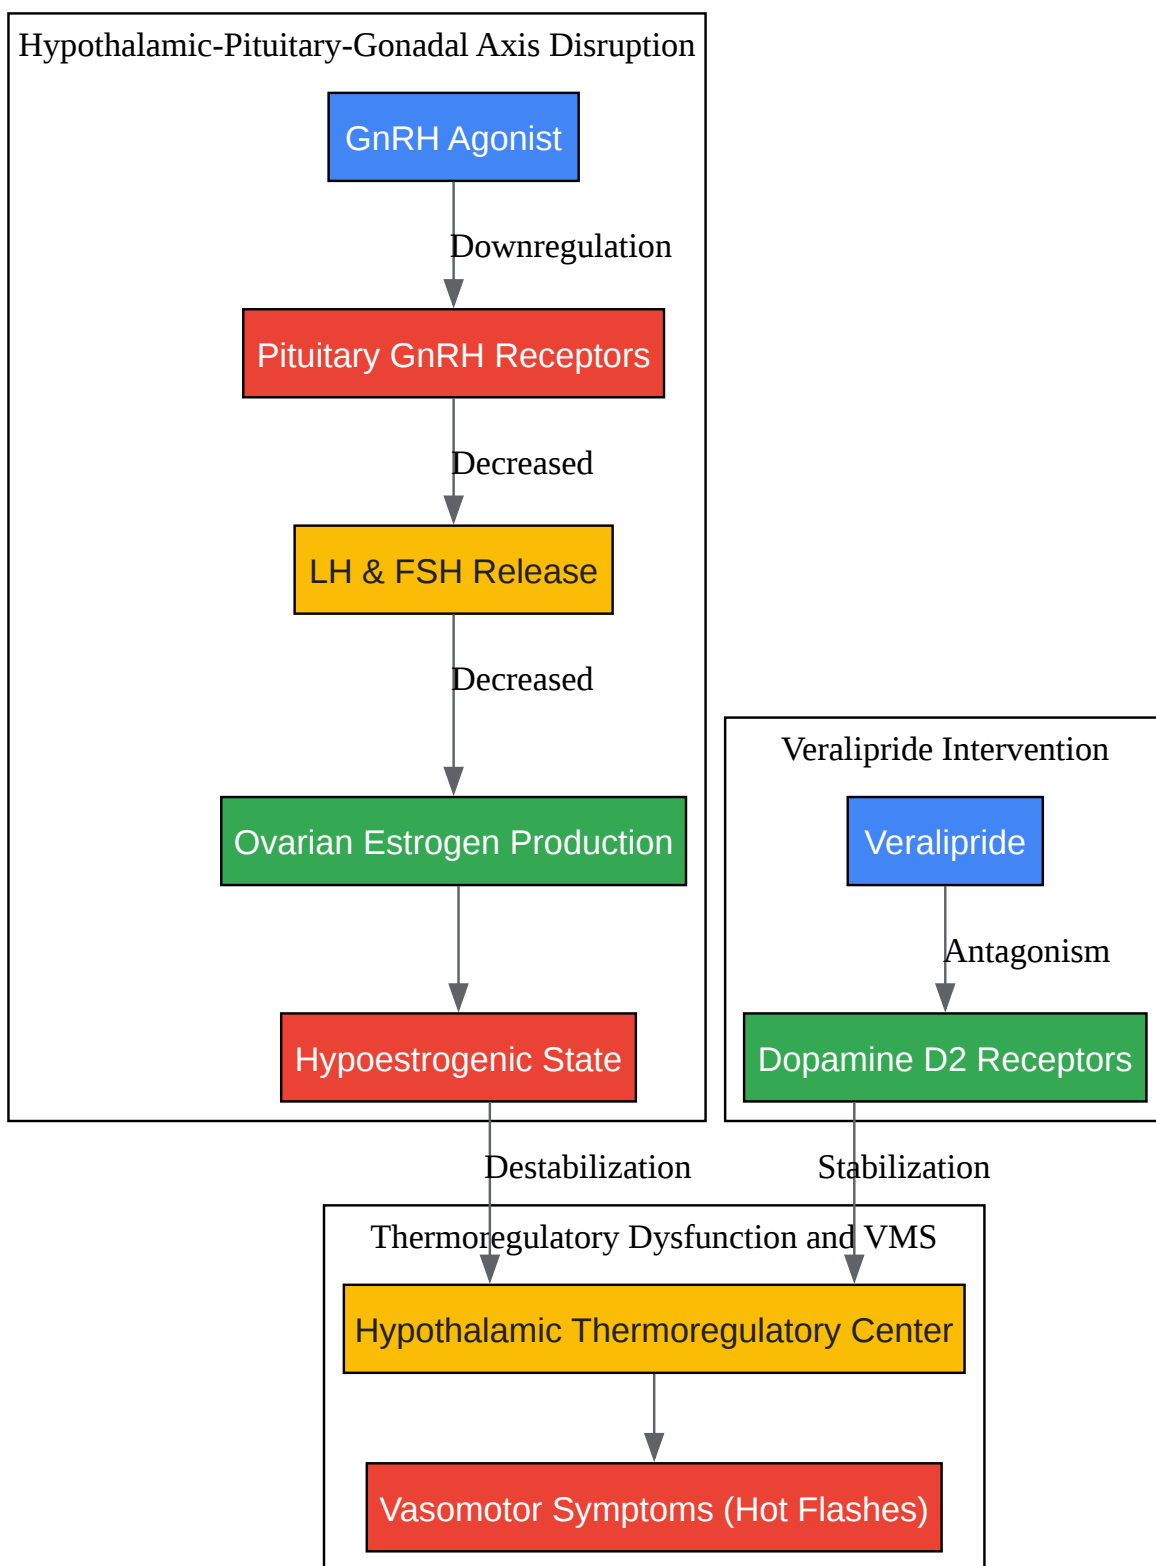 Hypothalamic-Pituitary-Gonadal Axis Disruption
GnRH Agonist
Downregulation
Pituitary GnRH Receptors
Decreased
LH & FSH Release
Decreased
Ovarian Estrogen Production
Hypoestrogenic State
Veralipride Intervention
Veralipride
Antagonism
Dopamine D2 Receptors
Destabilization
Stabilization
Thermoregulatory Dysfunction and VMS
Hypothalamic Thermoregulatory Center
Vasomotor Symptoms (Hot Flashes)